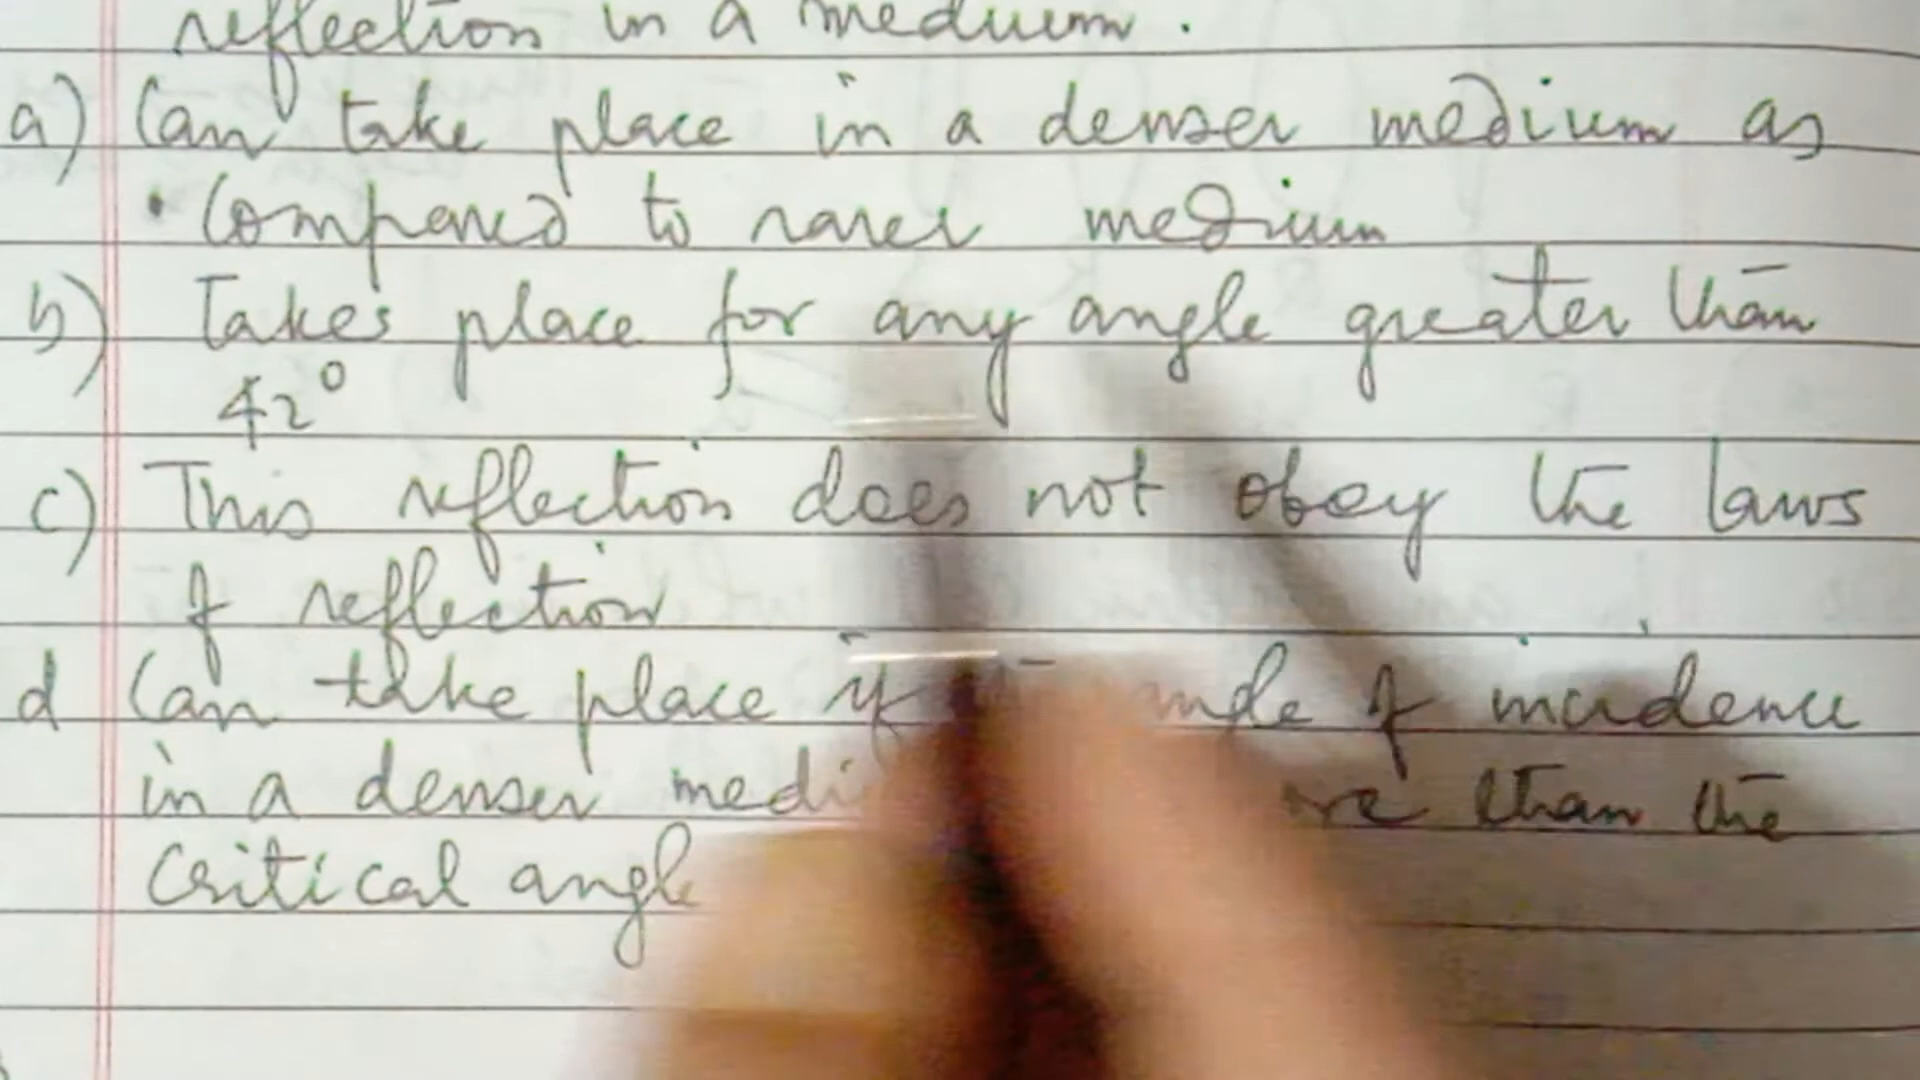 reflection in a medium.
a) Can take place in a denser medium as
compared to rarer medium
b) Takes place for any angle greater than
42°
c) This reflection does not obey the laws
of reflection
d Can take place if angle of incidence
in a denser than the
critical angle